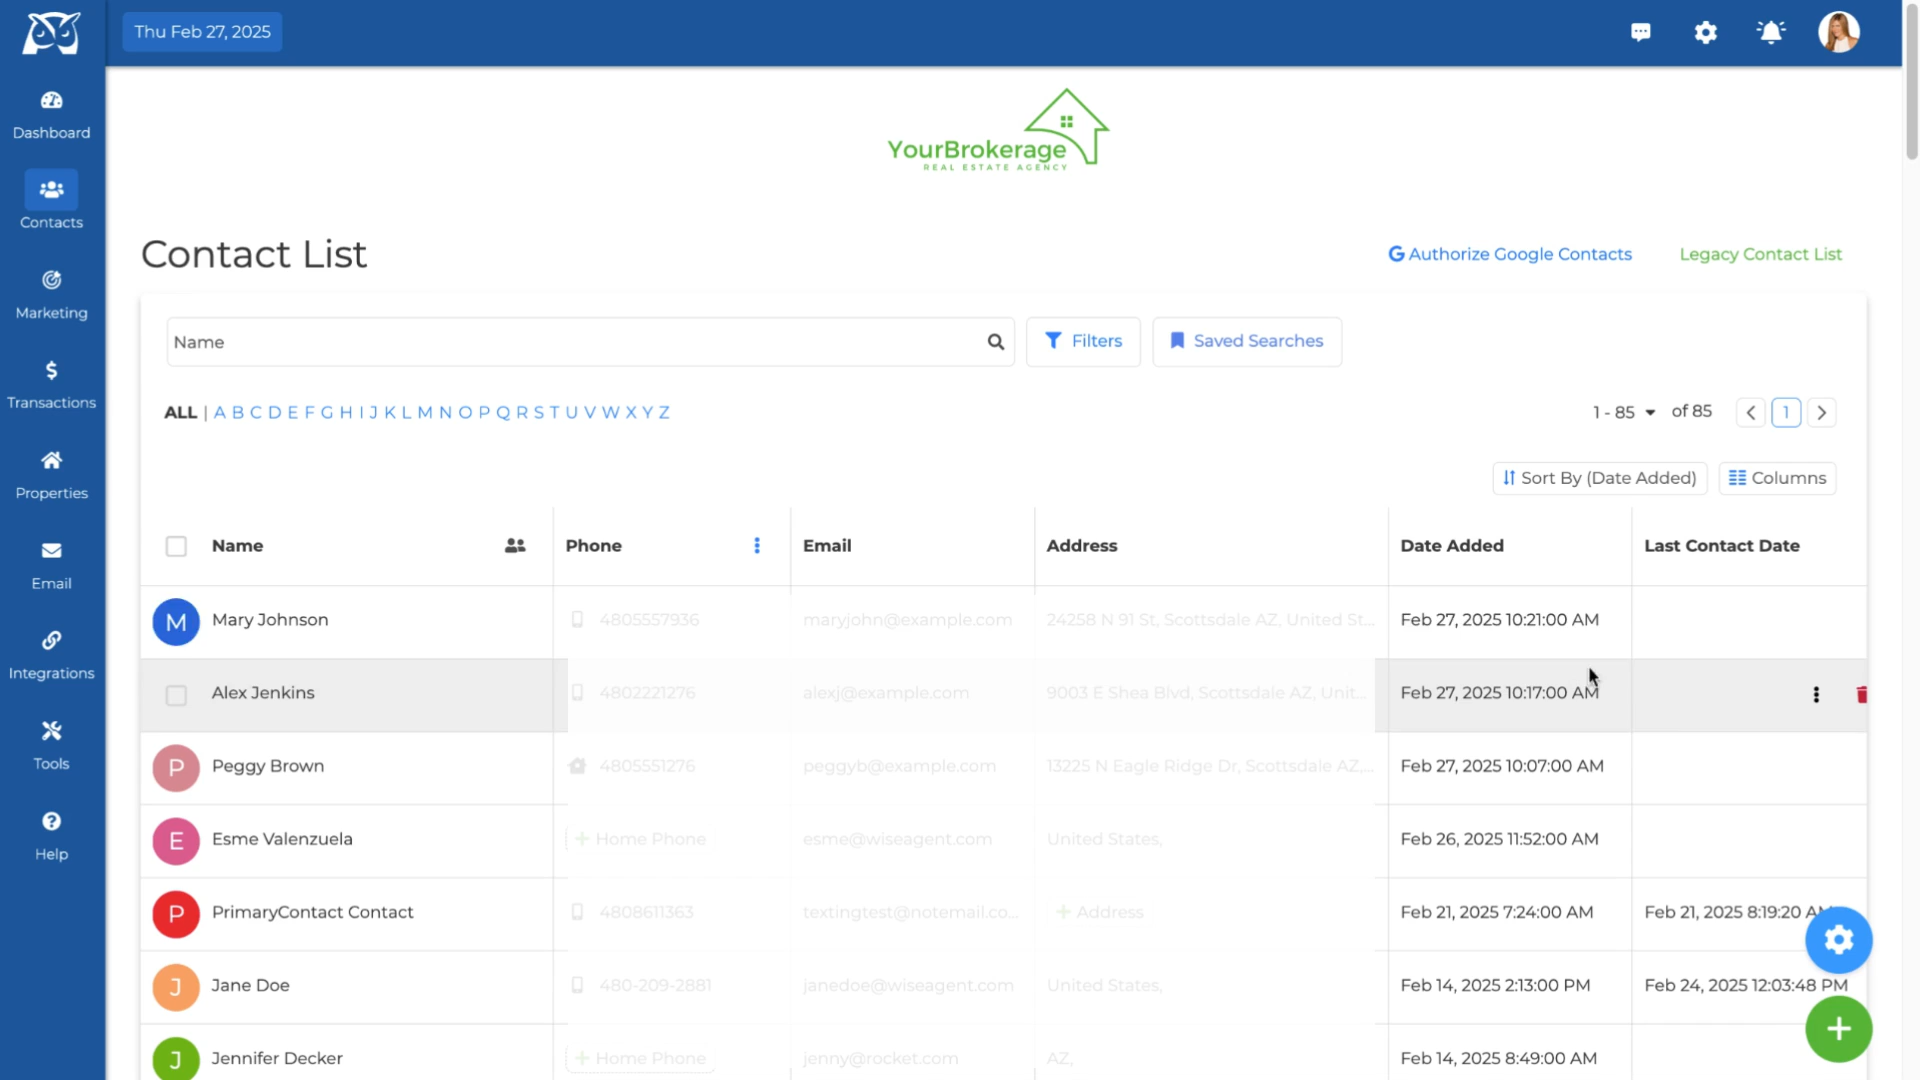 Thu Feb 27, 2025
Dashboard
Contacts
Marketing
Transactions
Properties
Email
Integrations
Tools
Help
YourBrokerage
REAL ESTATE AGENCY
Contact List
Authorize Google Contacts
Legacy Contact List
Name
Filters
Saved Searches
ALL | A B C D E F G H I J K L M N O P Q R S T U V W X Y Z
1 - 85 of 85
1
Sort By (Date Added)
Columns
Name Phone Email Address Date Added Last Contact Date
M Mary Johnson 4805557936 maryjohn@example.com 24258 N 91 St, Scottsdale AZ, United St... Feb 27, 2025 10:21:00 AM
Alex Jenkins 4802221276 alexj@example.com 9003 E Shea Blvd, Scottsdale AZ, Unit... Feb 27, 2025 10:17:00 AM
P Peggy Brown 4805551276 peggyb@example.com 13225 N Eagle Ridge Dr, Scottsdale AZ,... Feb 27, 2025 10:07:00 AM
E Esme Valenzuela + Home Phone esme@wiseagent.com United States, Feb 26, 2025 11:52:00 AM
P PrimaryContact Contact 4808611363 textingtest@notemail.co... + Address Feb 21, 2025 7:24:00 AM Feb 21, 2025 8:19:20 AM
J Jane Doe 480-209-2881 janedoe@wiseagent.com United States, Feb 14, 2025 2:13:00 PM Feb 24, 2025 12:03:48 PM
J Jennifer Decker + Home Phone jenny@rocket.com AZ, Feb 14, 2025 8:49:00 AM